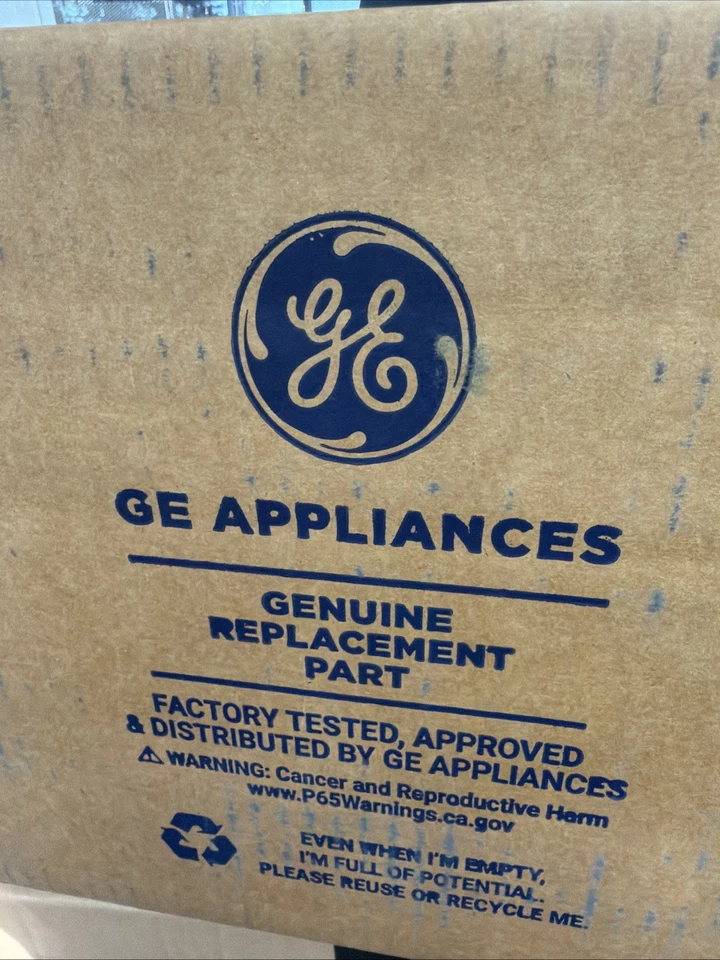 GE
GE APPLIANCES
GENUINE
REPLACEMENT
PART
FACTORY TESTED, APPROVED
& DISTRIBUTED BY GE APPLIANCES
⚠ WARNING: Cancer and Reproductive Harm
www.P65Warnings.ca.gov
EVEN WHEN I'M EMPTY,
I'M FULL OF POTENTIAL.
PLEASE REUSE OR RECYCLE ME.